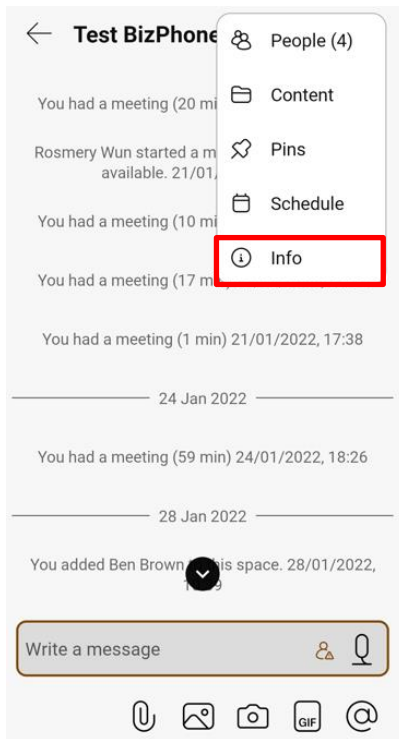 Test BizPhone
People (4)
Content
Pins
Schedule
Info
You had a meeting (20 mi
Rosmery Wun started a m
available. 21/01/
You had a meeting (10 mi
You had a meeting (17 m
You had a meeting (1 min) 21/01/2022, 17:38
24 Jan 2022
You had a meeting (59 min) 24/01/2022, 18:26
28 Jan 2022
You added Ben Brown this space. 28/01/2022,
Write a message
GIF